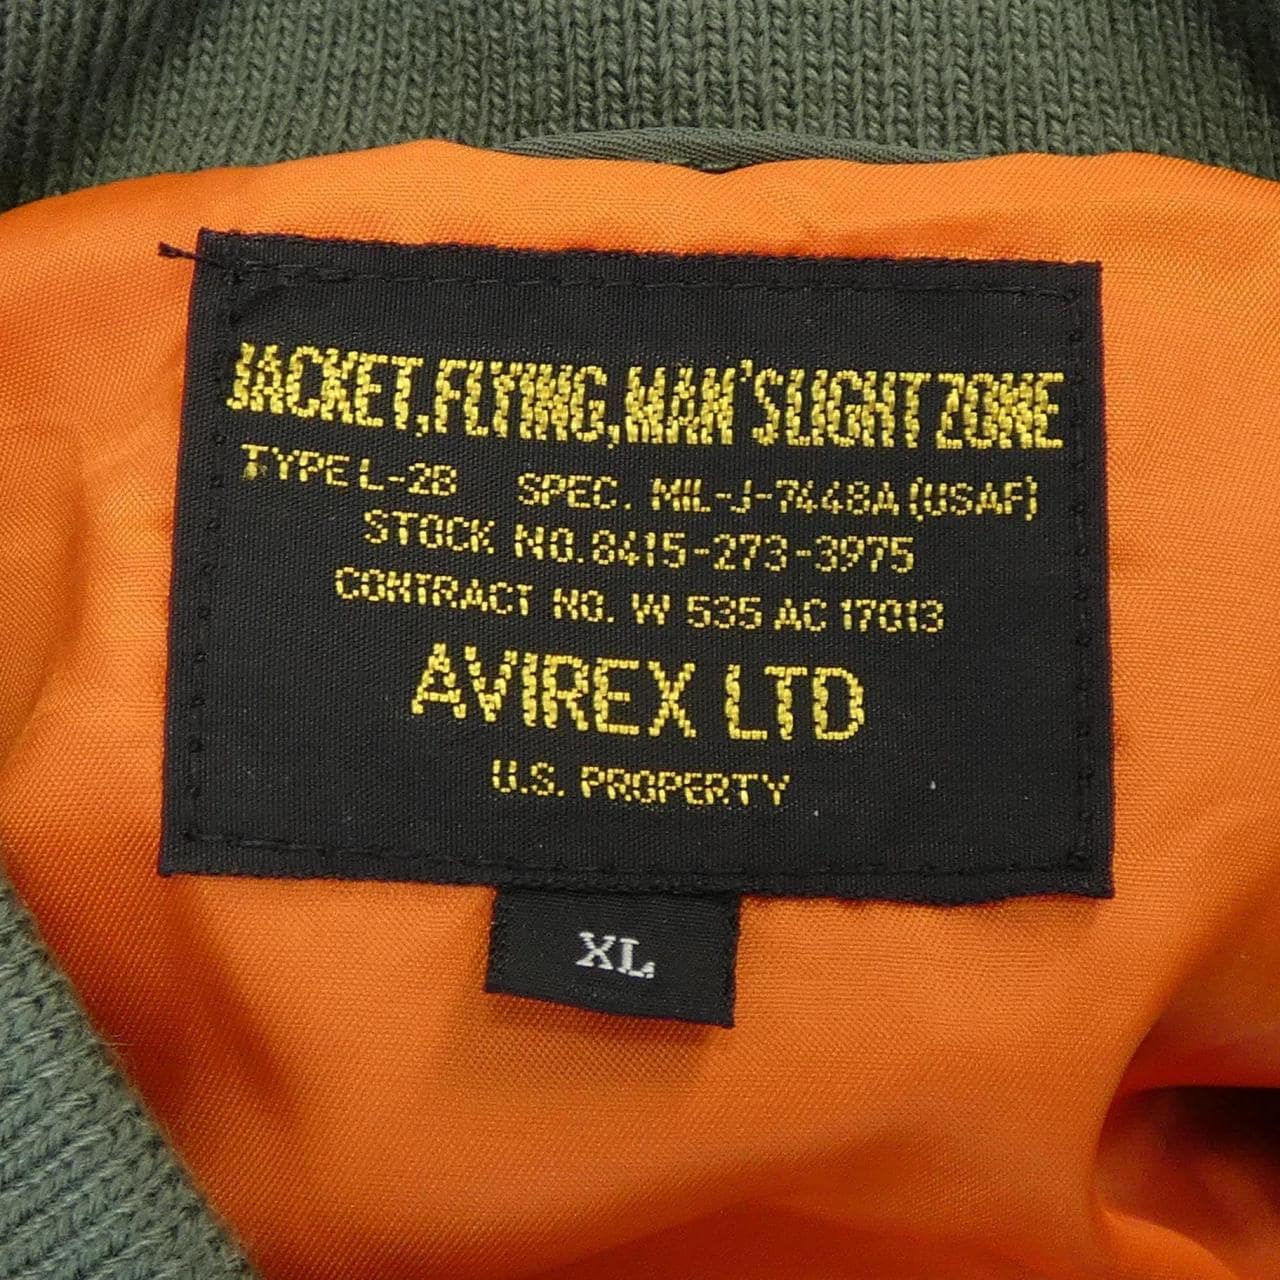 JACKET,FLYING,MAN'S LIGHT ZONE
TYPE L-2B SPEC. MIL-J-7448A (USAF)
STOCK NO. 8415-273-3975
CONTRACT NO. W 535 AC 17013
AVIREX LTD
U.S. PROPERTY
XL